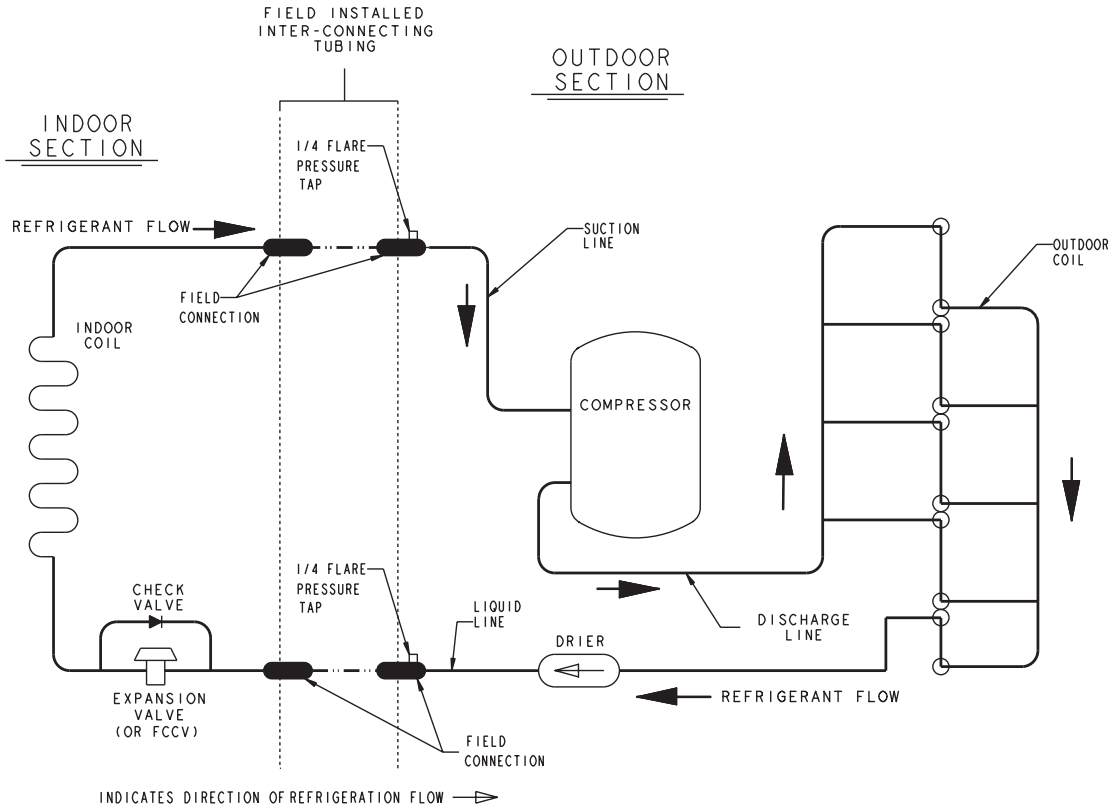 FIELD INSTALLED
INTER-CONNECTING
TUBING
OUTDOOR
SECTION
INDOOR
SECTION
1/4 FLARE
PRESSURE
TAP
REFRIGERANT FLOW
SUCTION
LINE
OUTDOOR
COIL
FIELD
CONNECTION
INDOOR
COIL
COMPRESSOR
1/4 FLARE
PRESSURE
TAP
CHECK
VALVE
LIQUID
LINE
DISCHARGE
LINE
DRIER
REFRIGERANT FLOW
EXPANSION
VALVE
(OR FCCV)
FIELD
CONNECTION
INDICATES DIRECTION OF REFRIGERATION FLOW